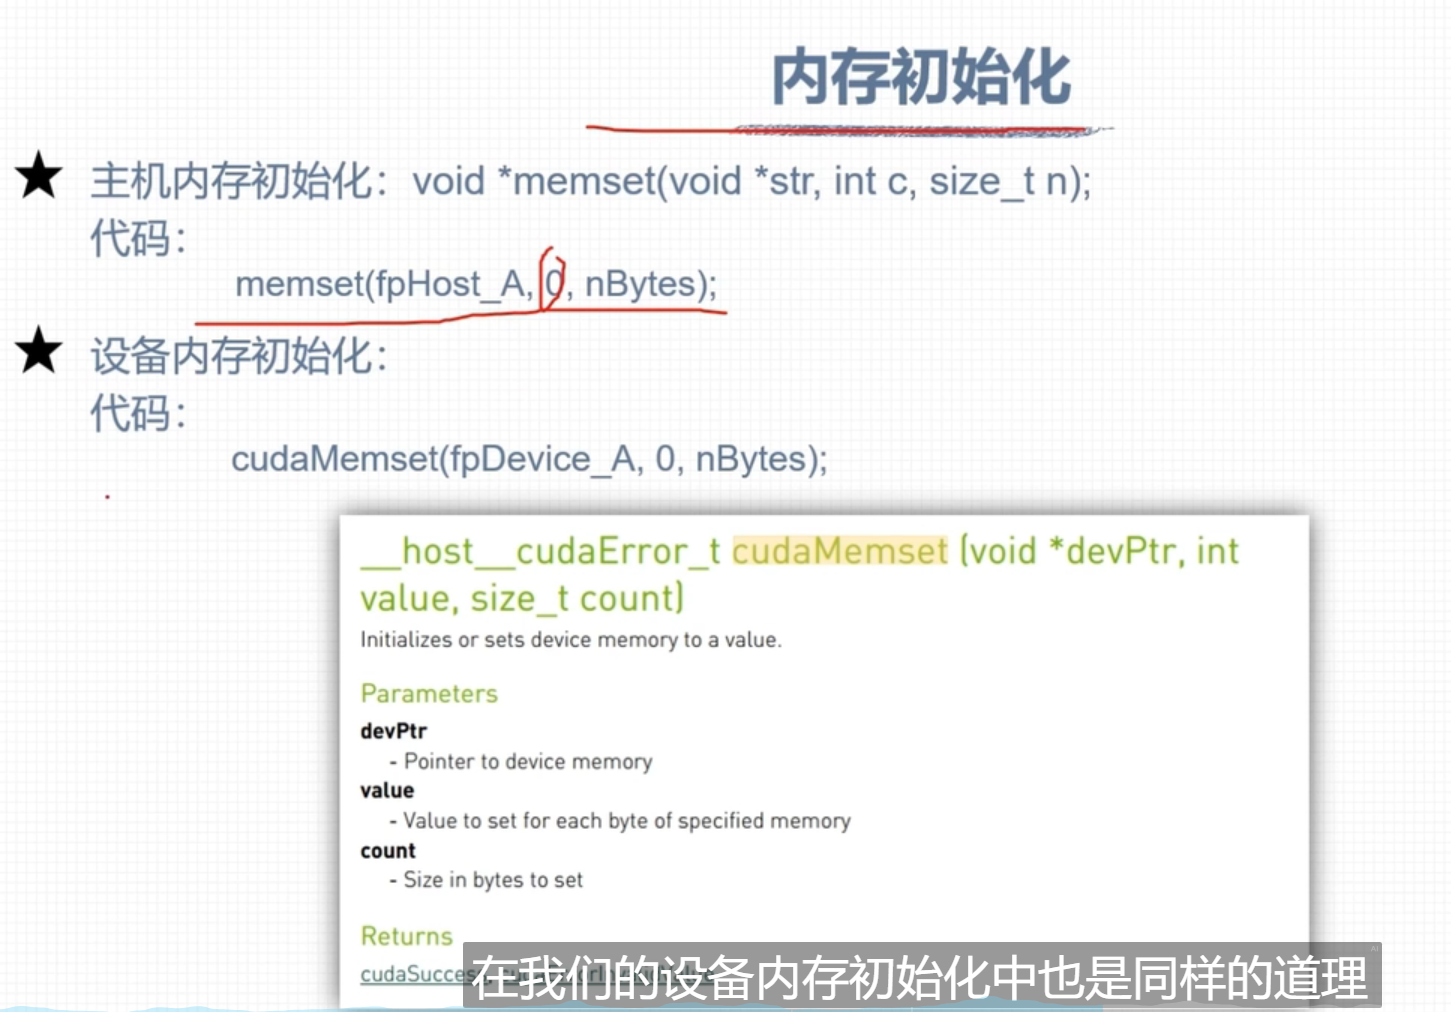 内存初始化
主机内存初始化：void *memset(void *str, int c, size_t n);
代码：
memset(fpHost_A, 0, nBytes);
设备内存初始化：
代码：
cudaMemset(fpDevice_A, 0, nBytes);
__host__cudaError_t cudaMemset (void *devPtr, int
value, size_t count)
Initializes or sets device memory to a value.
Parameters
devPtr
- Pointer to device memory
value
- Value to set for each byte of specified memory
count
- Size in bytes to set
Returns
cudaSuccess,
在我们的设备内存初始化中也是同样的道理